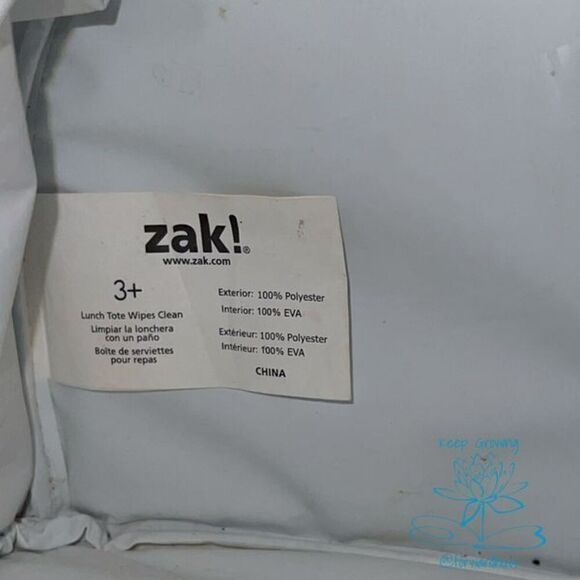 zak!®
www.zak.com
3+
Lunch Tote Wipes Clean
Limpiar la lonchera
con un paño
Boîte de serviettes
pour repas
Exterior: 100% Polyester
Interior: 100% EVA
Extérieur: 100% Polyester
Intérieur: 100% EVA
CHINA
Keep Growing